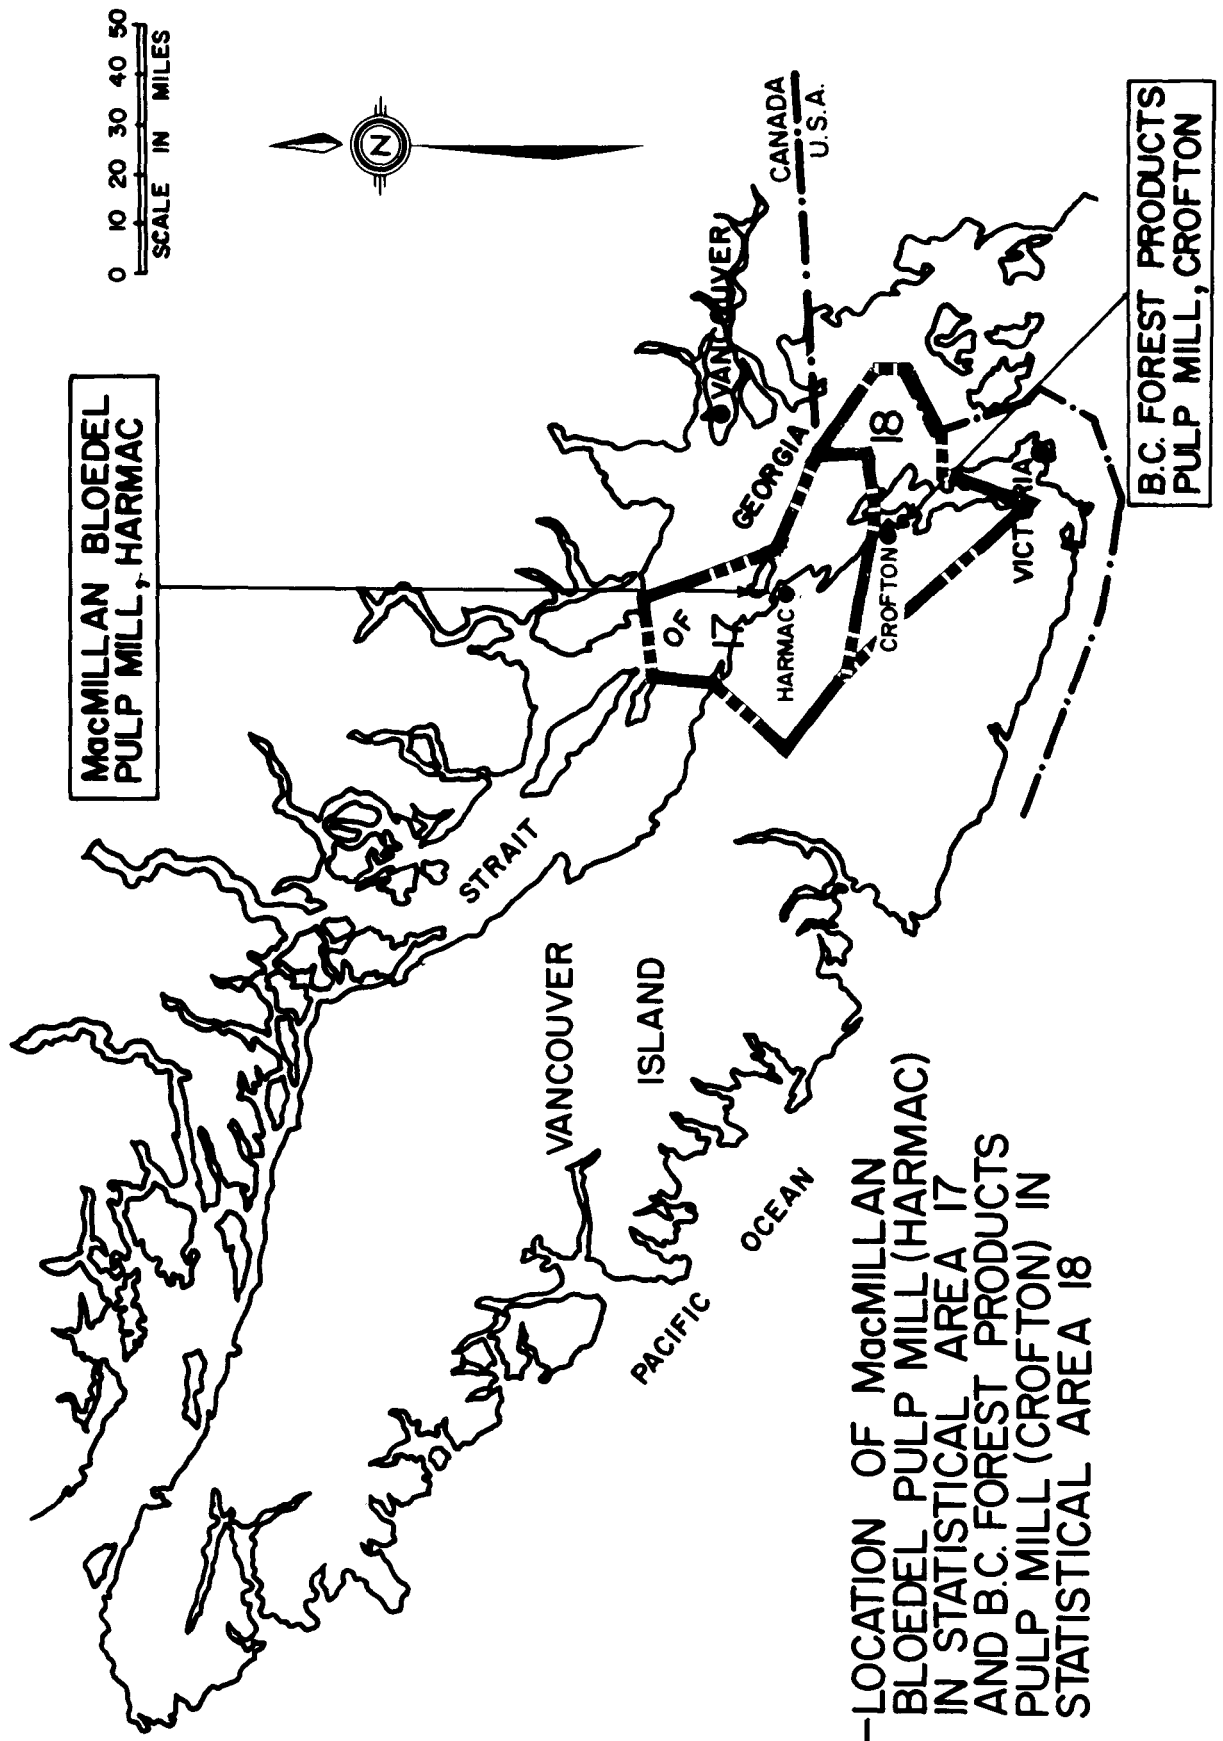 0 10 20 30 40 50
SCALE IN MILES
N
MacMILLAN BLOEDEL
PULP MILL, HARMAC
CANADA
U.S.A.
VANCOUVER
GEORGIA
OF
STRAIT
17
18
HARMAC
CROFTON
VICTORIA
B.C. FOREST PRODUCTS
PULP MILL, CROFTON
VANCOUVER
ISLAND
PACIFIC
OCEAN
—LOCATION OF MacMILLAN
BLOEDEL PULP MILL (HARMAC)
IN STATISTICAL AREA 17
AND B.C. FOREST PRODUCTS
PULP MILL (CROFTON) IN
STATISTICAL AREA 18